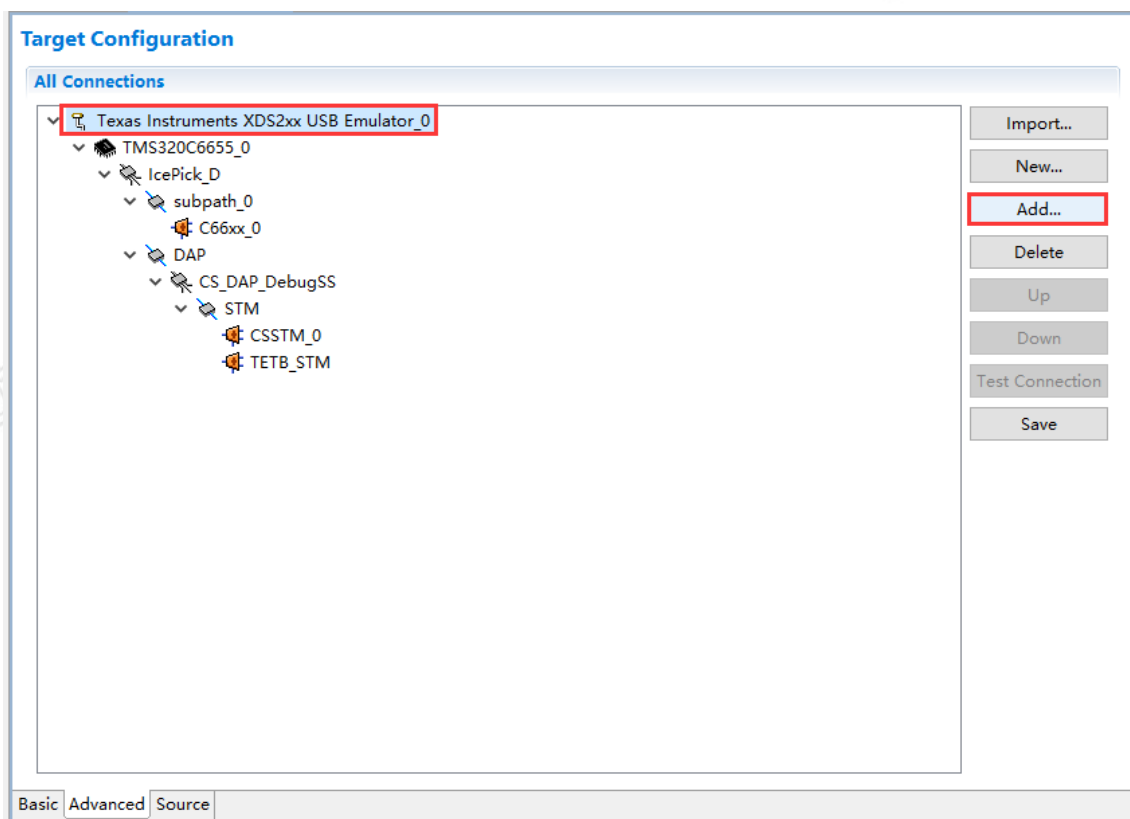 Target Configuration
All Connections
Texas Instruments XDS2xx USB Emulator_0
TMS320C6655_0
IcePick_D
subpath_0
C66xx_0
DAP
CS_DAP_DebugSS
STM
CSSTM_0
TETB_STM
Import...
New...
Add...
Delete
Up
Down
Test Connection
Save
Basic Advanced Source